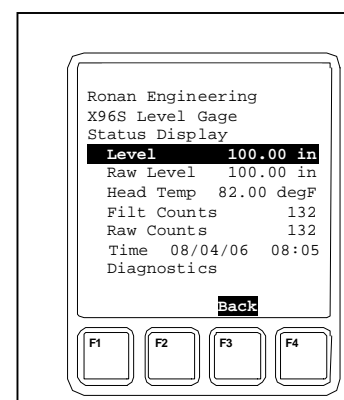 Ronan Engineering
X96S Level Gage
Status Display
Level 100.00 in
Raw Level 100.00 in
Head Temp 82.00 degF
Filt Counts 132
Raw Counts 132
Time 08/04/06 08:05
Diagnostics
Back
F1 F2 F3 F4